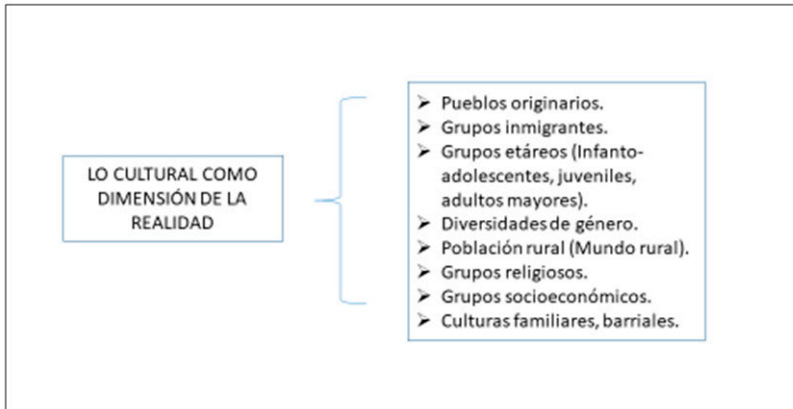 LO CULTURAL COMO
DIMENSIÓN DE LA
REALIDAD
➢ Pueblos originarios.
➢ Grupos inmigrantes.
➢ Grupos etáreos (Infanto-
adolescentes, juveniles,
adultos mayores).
➢ Diversidades de género.
➢ Población rural (Mundo rural).
➢ Grupos religiosos.
➢ Grupos socioeconómicos.
➢ Culturas familiares, barriales.